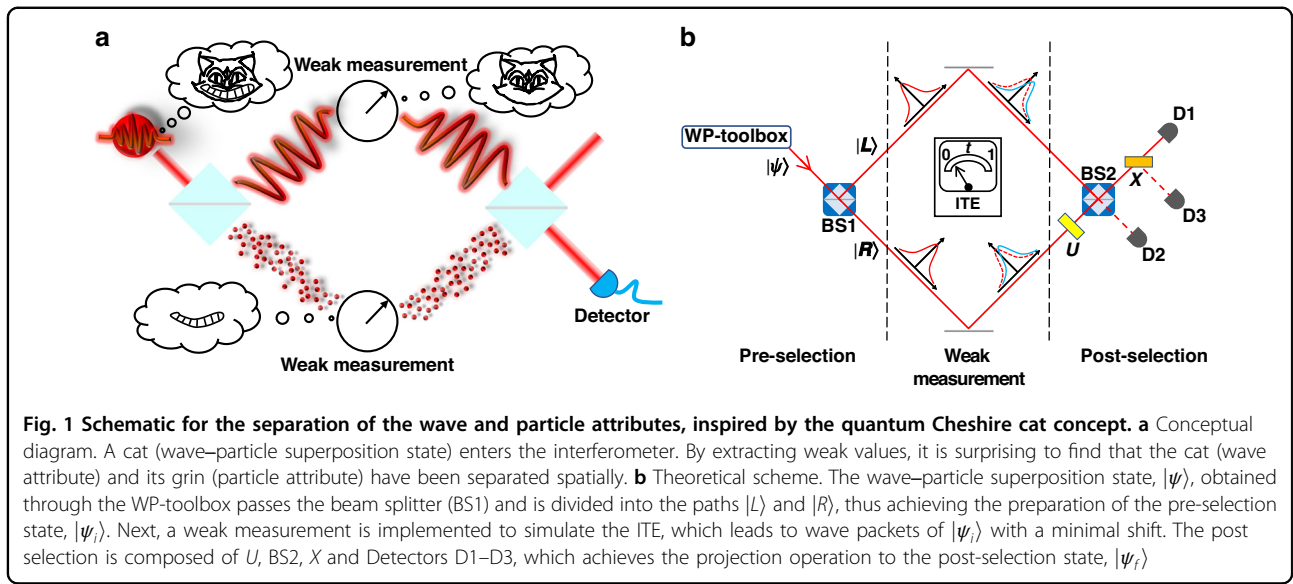 a
Weak measurement
Weak measurement
Detector
b
WP-toolbox
|ψ⟩
BS1
|L⟩
|R⟩
0 t 1
ITE
BS2
U
X
D1
D3
D2
Pre-selection
Weak
measurement
Post-selection
Fig. 1 Schematic for the separation of the wave and particle attributes, inspired by the quantum Cheshire cat concept. a Conceptual
diagram. A cat (wave–particle superposition state) enters the interferometer. By extracting weak values, it is surprising to find that the cat (wave
attribute) and its grin (particle attribute) have been separated spatially. b Theoretical scheme. The wave–particle superposition state, |ψ⟩, obtained
through the WP-toolbox passes the beam splitter (BS1) and is divided into the paths |L⟩ and |R⟩, thus achieving the preparation of the pre-selection
state, |ψᵢ⟩. Next, a weak measurement is implemented to simulate the ITE, which leads to wave packets of |ψᵢ⟩ with a minimal shift. The post
selection is composed of U, BS2, X and Detectors D1–D3, which achieves the projection operation to the post-selection state, |ψ_f⟩